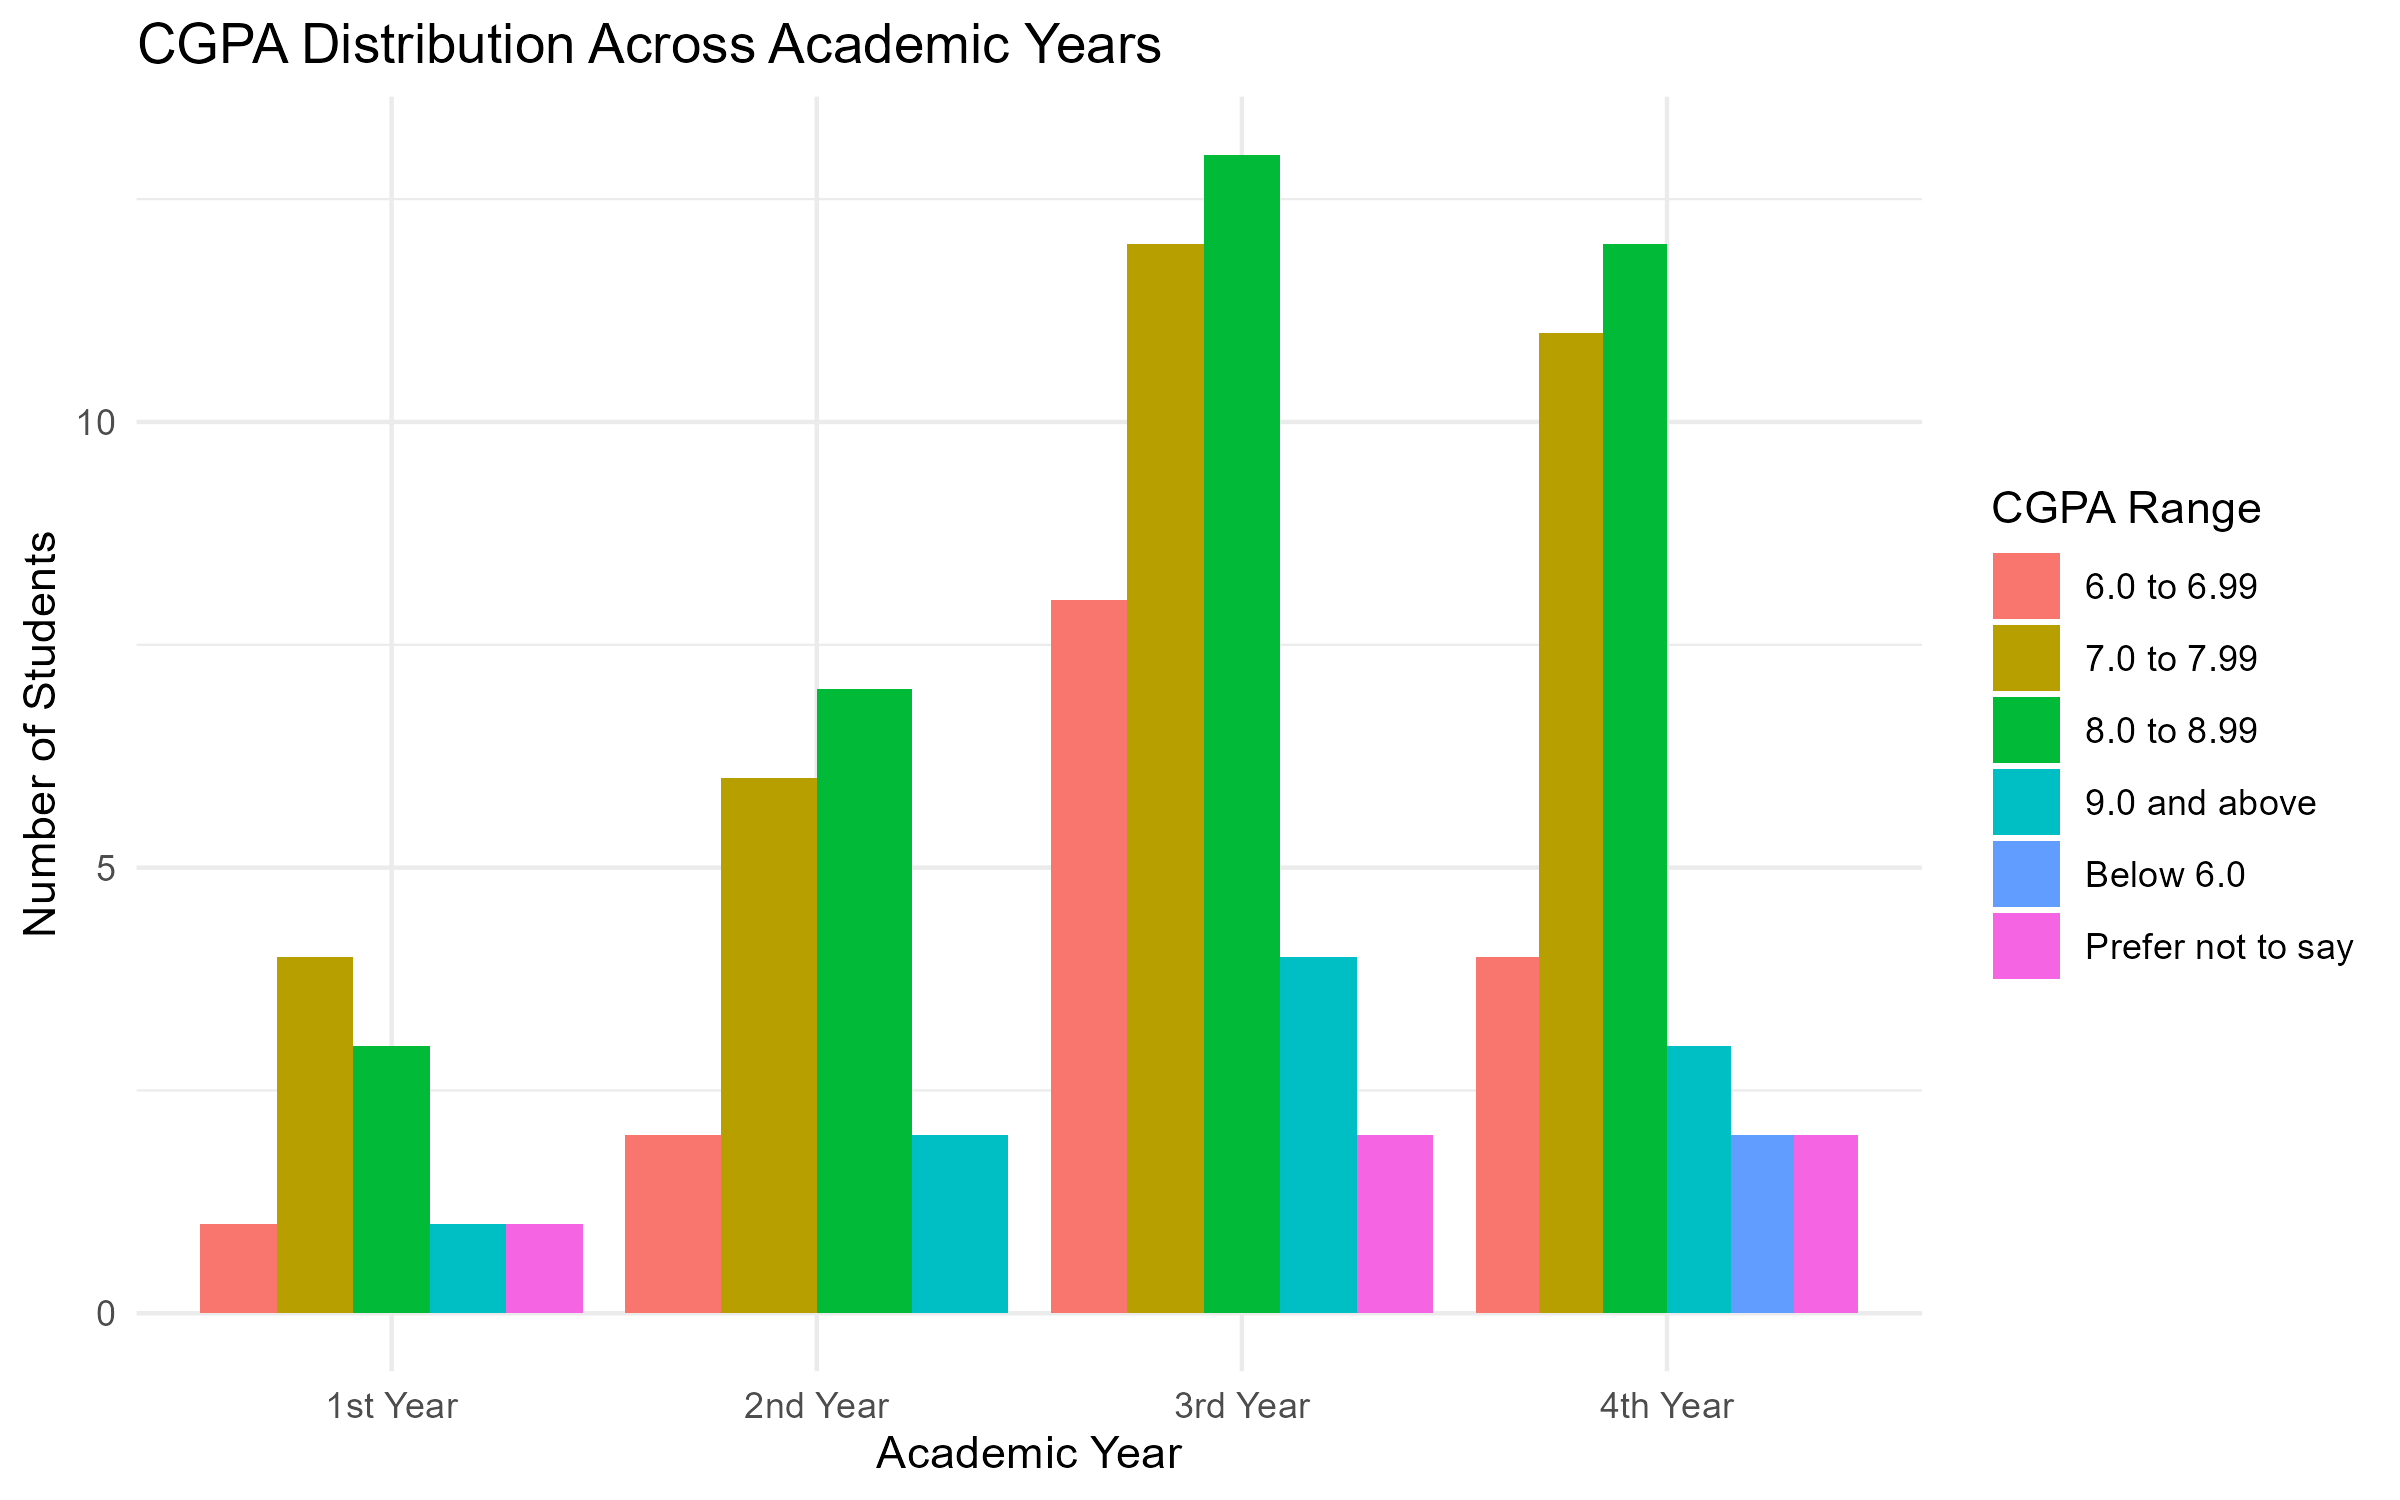 CGPA Distribution Across Academic Years
Number of Students
10
5
0
1st Year
2nd Year
3rd Year
4th Year
Academic Year
CGPA Range
6.0 to 6.99
7.0 to 7.99
8.0 to 8.99
9.0 and above
Below 6.0
Prefer not to say